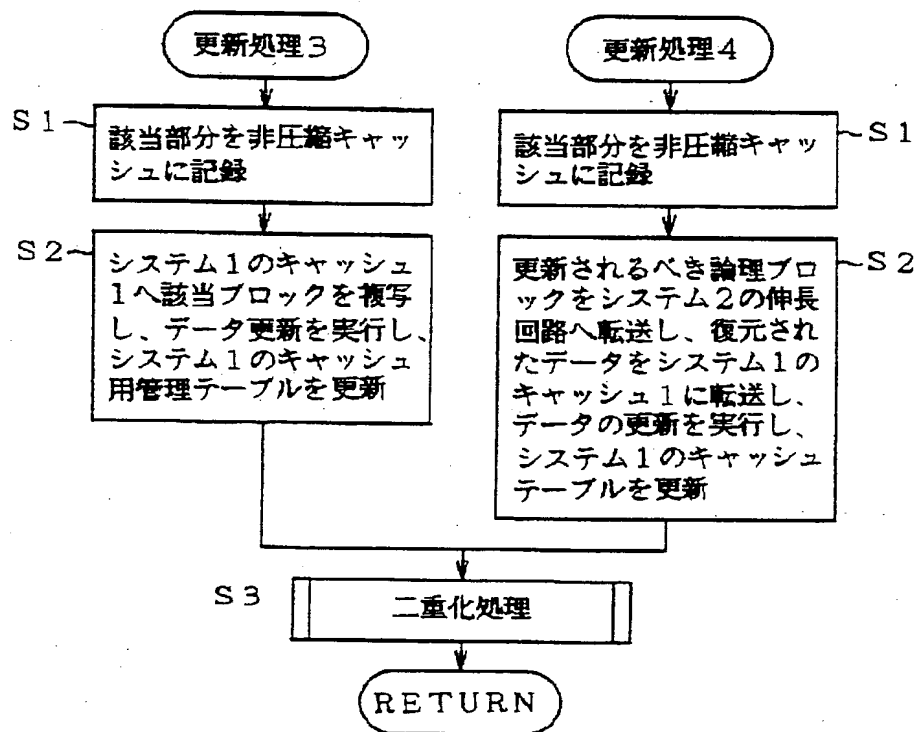 更新処理3
S1
該当部分を非圧縮キャッ
シュに記録
S2
システム1のキャッシュ
1へ該当ブロックを複写
し、データ更新を実行し、
システム1のキャッシュ
用管理テーブルを更新
更新処理4
S1
該当部分を非圧縮キャッ
シュに記録
S2
更新されるべき論理ブロ
ックをシステム2の伸長
回路へ転送し、復元され
たデータをシステム1の
キャッシュ1に転送し、
データの更新を実行し、
システム1のキャッシュ
テーブルを更新
S3
二重化処理
RETURN